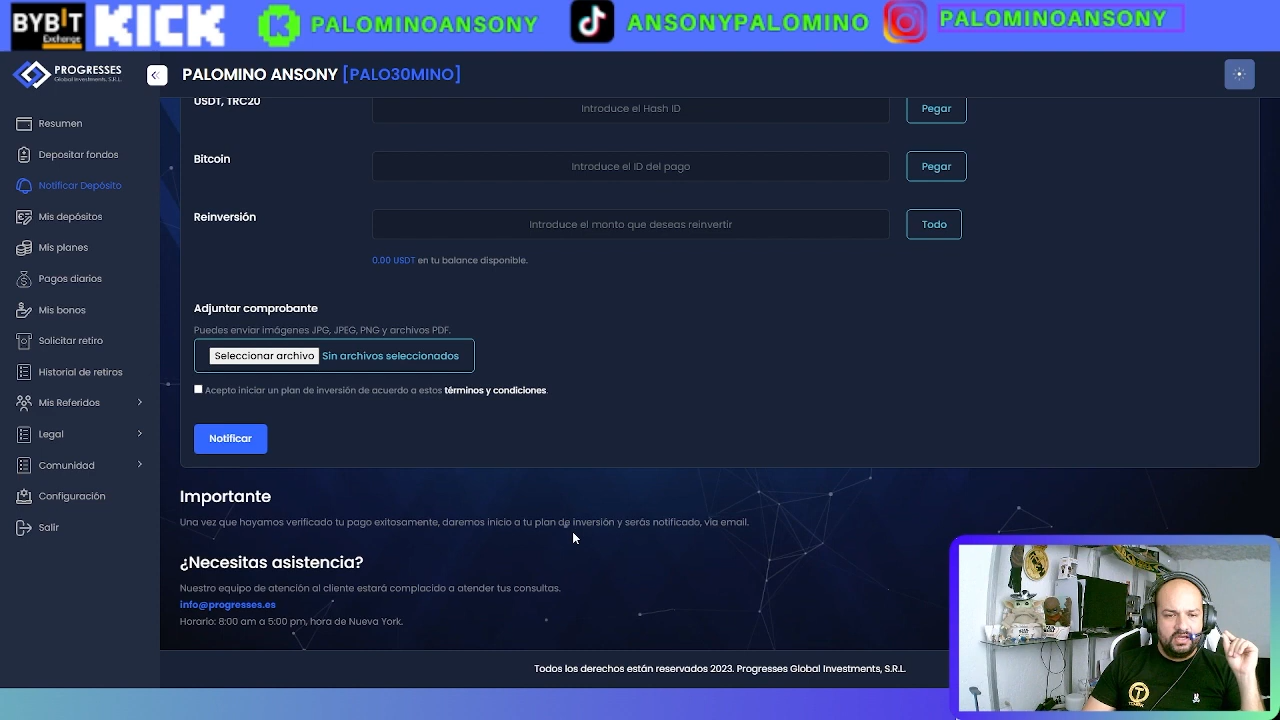 BYBIT
Exchange
KICK
PALOMINOANSONY
ANSONYPALOMINO
PALOMINOANSONY
PROGRESSES
Global Investments, S.R.L.
PALOMINO ANSONY [PALO30MINO]
Resumen
Depositar fondos
Notificar Depósito
Mis depósitos
Mis planes
Pagos diarios
Mis bonos
Solicitar retiro
Historial de retiros
Mis Referidos
Legal
Comunidad
Configuración
Salir
USDT, TRC20
Introduce el Hash ID
Pegar
Bitcoin
Introduce el ID del pago
Pegar
Reinversión
Introduce el monto que deseas reinvertir
Todo
0.00 USDT en tu balance disponible.
Adjuntar comprobante
Puedes enviar imágenes JPG, JPEG, PNG y archivos PDF.
Seleccionar archivo Sin archivos seleccionados
Acepto iniciar un plan de inversión de acuerdo a estos términos y condiciones.
Notificar
Importante
Una vez que hayamos verificado tu pago exitosamente, daremos inicio a tu plan de inversión y serás notificado, via email.
¿Necesitas asistencia?
Nuestro equipo de atención al cliente estará complacido a atender tus consultas.
info@progresses.es
Horario: 8:00 am a 5:00 pm, hora de Nueva York.
Todos los derechos están reservados 2023. Progresses Global Investments, S.R.L.